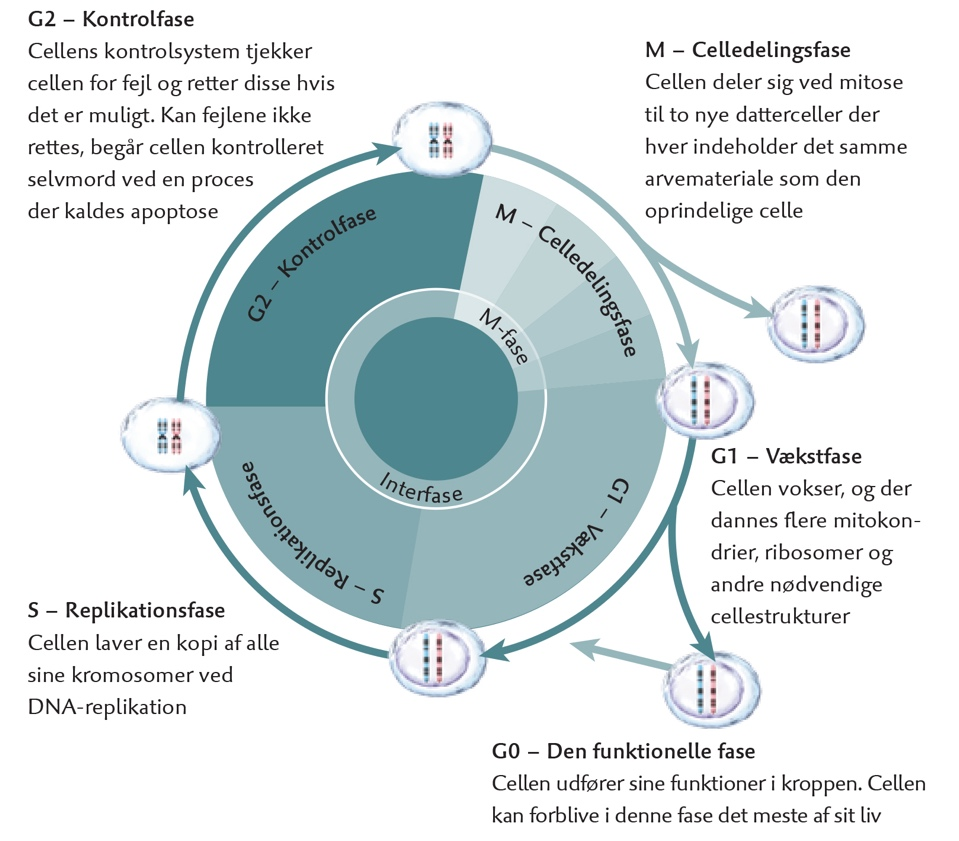 G2 – Kontrolfase
Cellens kontrolsystem tjekker
cellen for fejl og retter disse hvis
det er muligt. Kan fejlene ikke
rettes, begår cellen kontrolleret
selvmord ved en proces
der kaldes apoptose
M – Celledelingsfase
Cellen deler sig ved mitose
til to nye datterceller der
hver indeholder det samme
arvemateriale som den
oprindelige celle
G2 – Kontrolfase
M – Celledelingsfase
M-fase
Interfase
S – Replikationsfase
G1 – Vækstfase
G1 – Vækstfase
Cellen vokser, og der
dannes flere mitokon-
drier, ribosomer og
andre nødvendige
cellestrukturer
S – Replikationsfase
Cellen laver en kopi af alle
sine kromosomer ved
DNA-replikation
G0 – Den funktionelle fase
Cellen udfører sine funktioner i kroppen. Cellen
kan forblive i denne fase det meste af sit liv